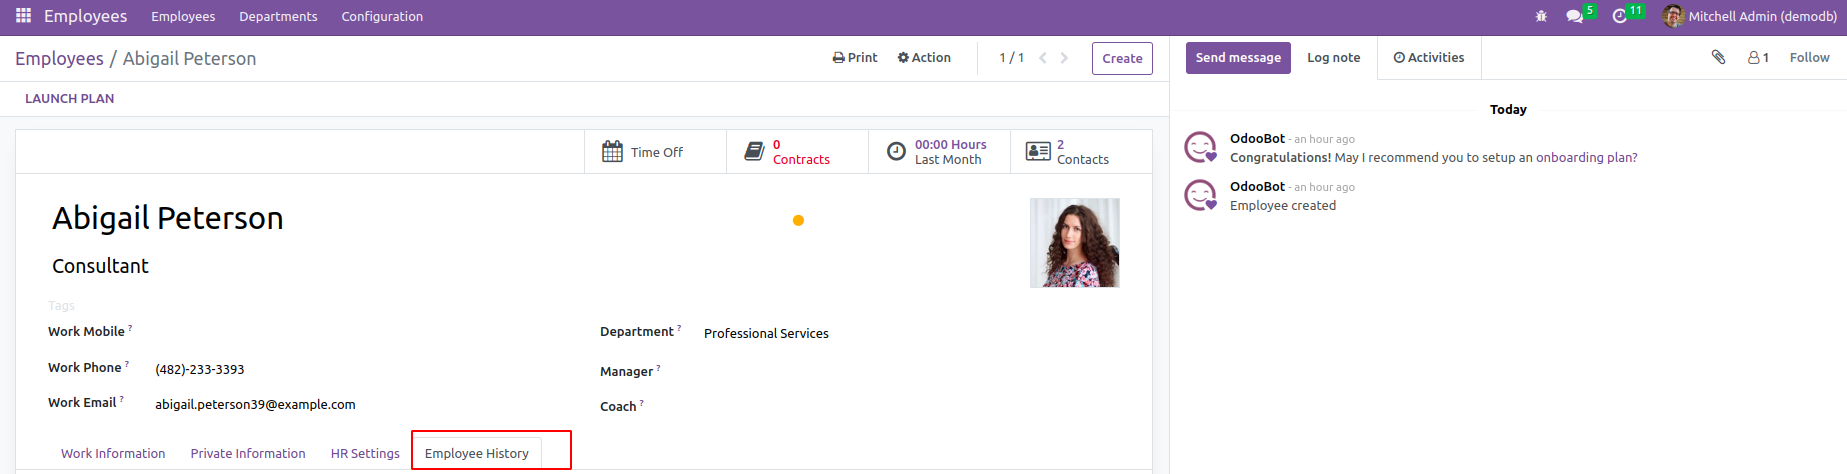 Employees Employees Departments Configuration 5 11 Mitchell Admin (demodb)
Employees / Abigail Peterson Print Action 1 / 1 Create Send message Log note Activities 1 Follow
LAUNCH PLAN
Today
Time Off
0
Contracts
00:00 Hours
Last Month
2
Contacts
OdooBot - an hour ago
Congratulations! May I recommend you to setup an onboarding plan?
OdooBot - an hour ago
Employee created
Abigail Peterson
Consultant
Tags
Work Mobile ?
Department ? Professional Services
Work Phone ? (482)-233-3393
Manager ?
Work Email ? abigail.peterson39@example.com
Coach ?
Work Information Private Information HR Settings Employee History